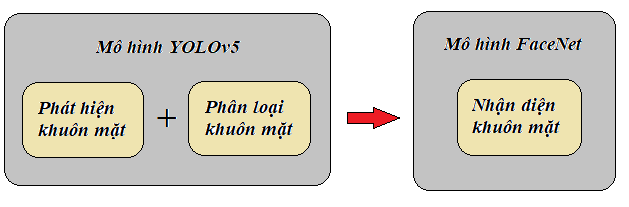 Mô hình YOLOv5
Phát hiện
khuôn mặt
+
Phân loại
khuôn mặt
Mô hình FaceNet
Nhận diện
khuôn mặt